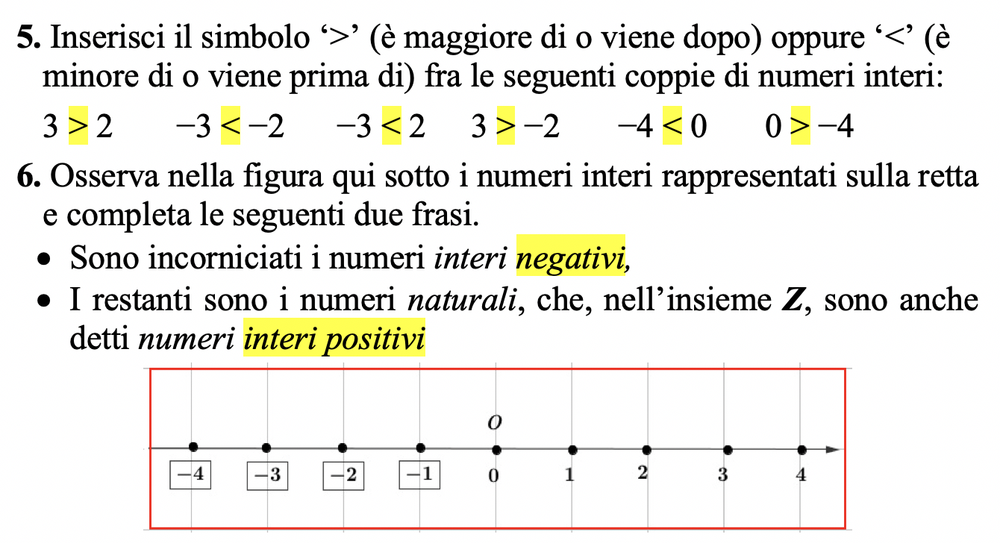 5. Inserisci il simbolo ‘>’ (è maggiore di o viene dopo) oppure ‘<’ (è
minore di o viene prima di) fra le seguenti coppie di numeri interi:
3 > 2 −3 < −2 −3 < 2 3 > −2 −4 < 0 0 > −4
6. Osserva nella figura qui sotto i numeri interi rappresentati sulla retta
e completa le seguenti due frasi.
• Sono incorniciati i numeri interi negativi,
• I restanti sono i numeri naturali, che, nell’insieme Z, sono anche
detti numeri interi positivi
O
−4 −3 −2 −1 0 1 2 3 4